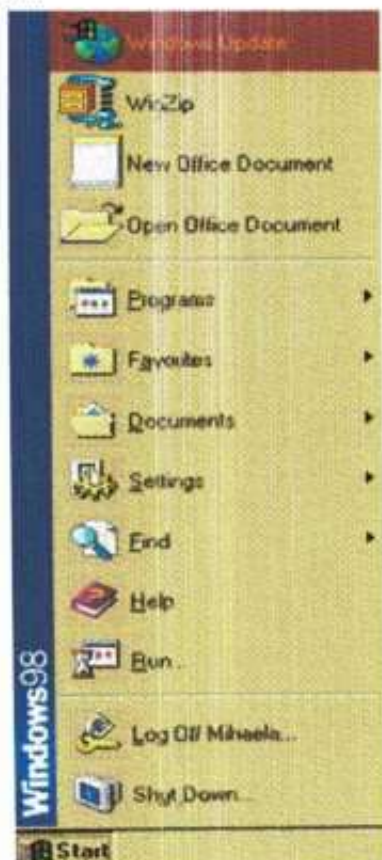 Windows Update
WinZip
New Office Document
Open Office Document
Programs
Favorites
Documents
Settings
Find
Help
Run...
Log Off Mihaela...
Shut Down...
Windows98
Start